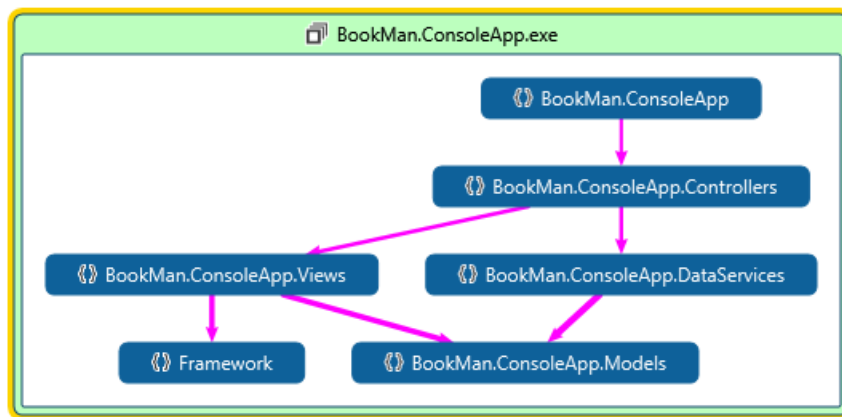 BookMan.ConsoleApp.exe
BookMan.ConsoleApp
BookMan.ConsoleApp.Controllers
BookMan.ConsoleApp.Views
BookMan.ConsoleApp.DataServices
Framework
BookMan.ConsoleApp.Models